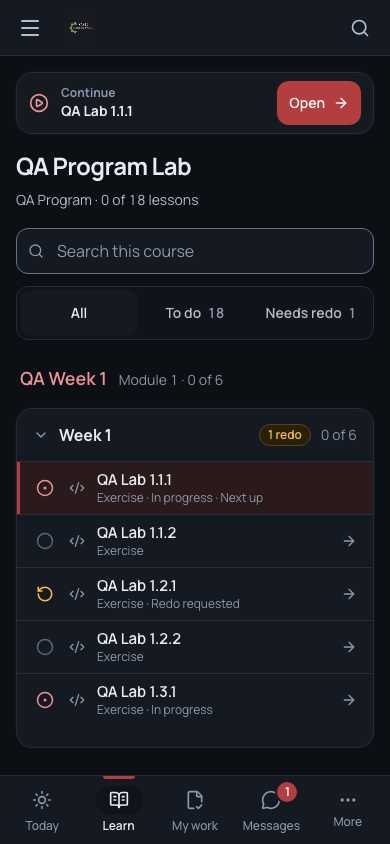 Continue
QA Lab 1.1.1
Open
QA Program Lab
QA Program · 0 of 18 lessons
Search this course
All To do 18 Needs redo 1
QA Week 1 Module 1 · 0 of 6
Week 1 1 redo 0 of 6
QA Lab 1.1.1
Exercise · In progress · Next up
QA Lab 1.1.2
Exercise
QA Lab 1.2.1
Exercise · Redo requested
QA Lab 1.2.2
Exercise
QA Lab 1.3.1
Exercise · In progress
1
Today Learn My work Messages More